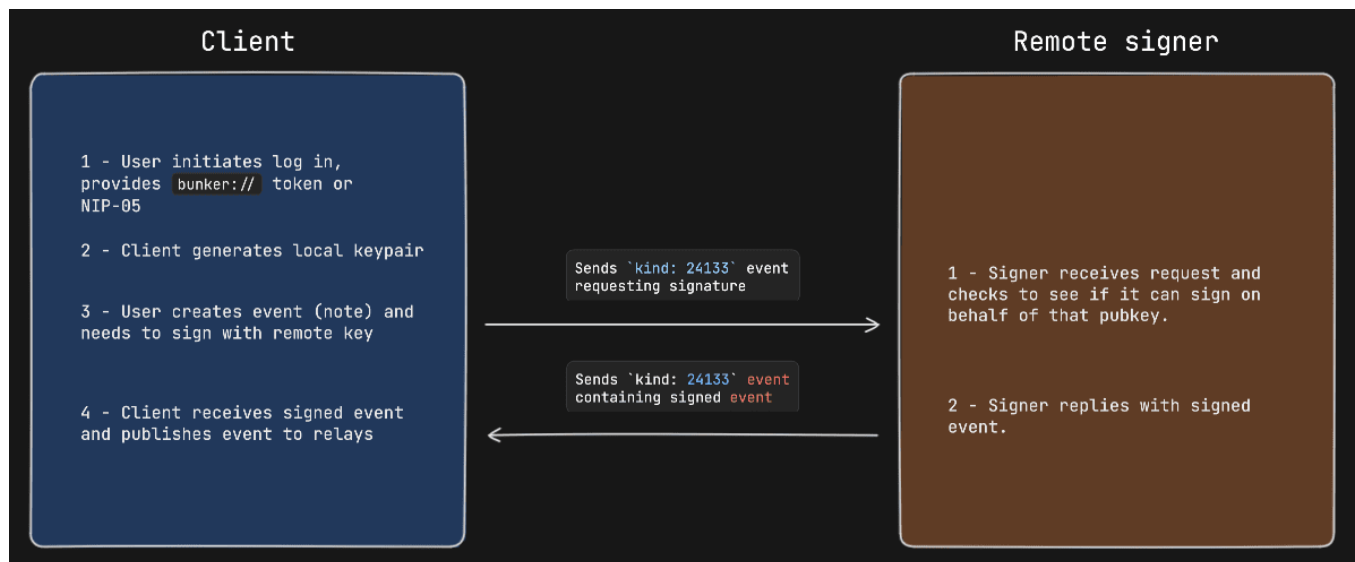 Client
Remote signer
1 - User initiates log in,
provides bunker:// token or
NIP-05
2 - Client generates local keypair
3 - User creates event (note) and
needs to sign with remote key
4 - Client receives signed event
and publishes event to relays
Sends `kind: 24133` event
requesting signature
Sends `kind: 24133` event
containing signed event
1 - Signer receives request and
checks to see if it can sign on
behalf of that pubkey.
2 - Signer replies with signed
event.